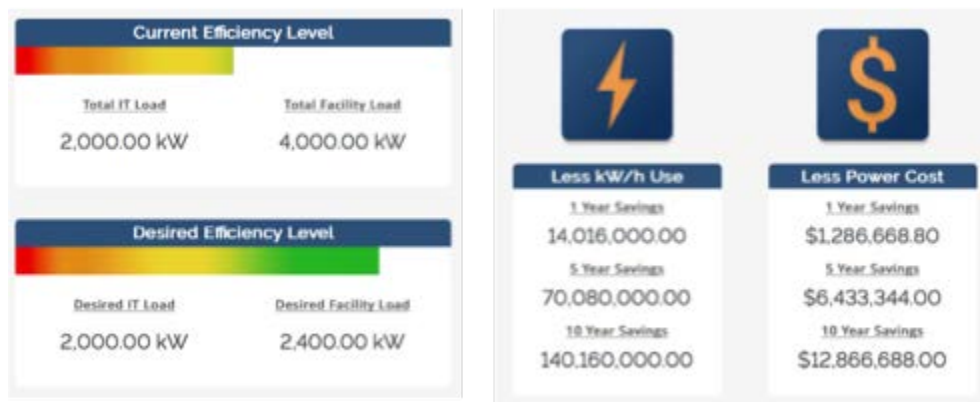 Current Efficiency Level
Total IT Load Total Facility Load
2,000.00 kW 4,000.00 kW
Desired Efficiency Level
Desired IT Load Desired Facility Load
2,000.00 kW 2,400.00 kW
$
Less kW/h Use
1 Year Savings
14,016,000.00
5 Year Savings
70,080,000.00
10 Year Savings
140,160,000.00
Less Power Cost
1 Year Savings
$1,286,668.80
5 Year Savings
$6,433,344.00
10 Year Savings
$12,866,688.00